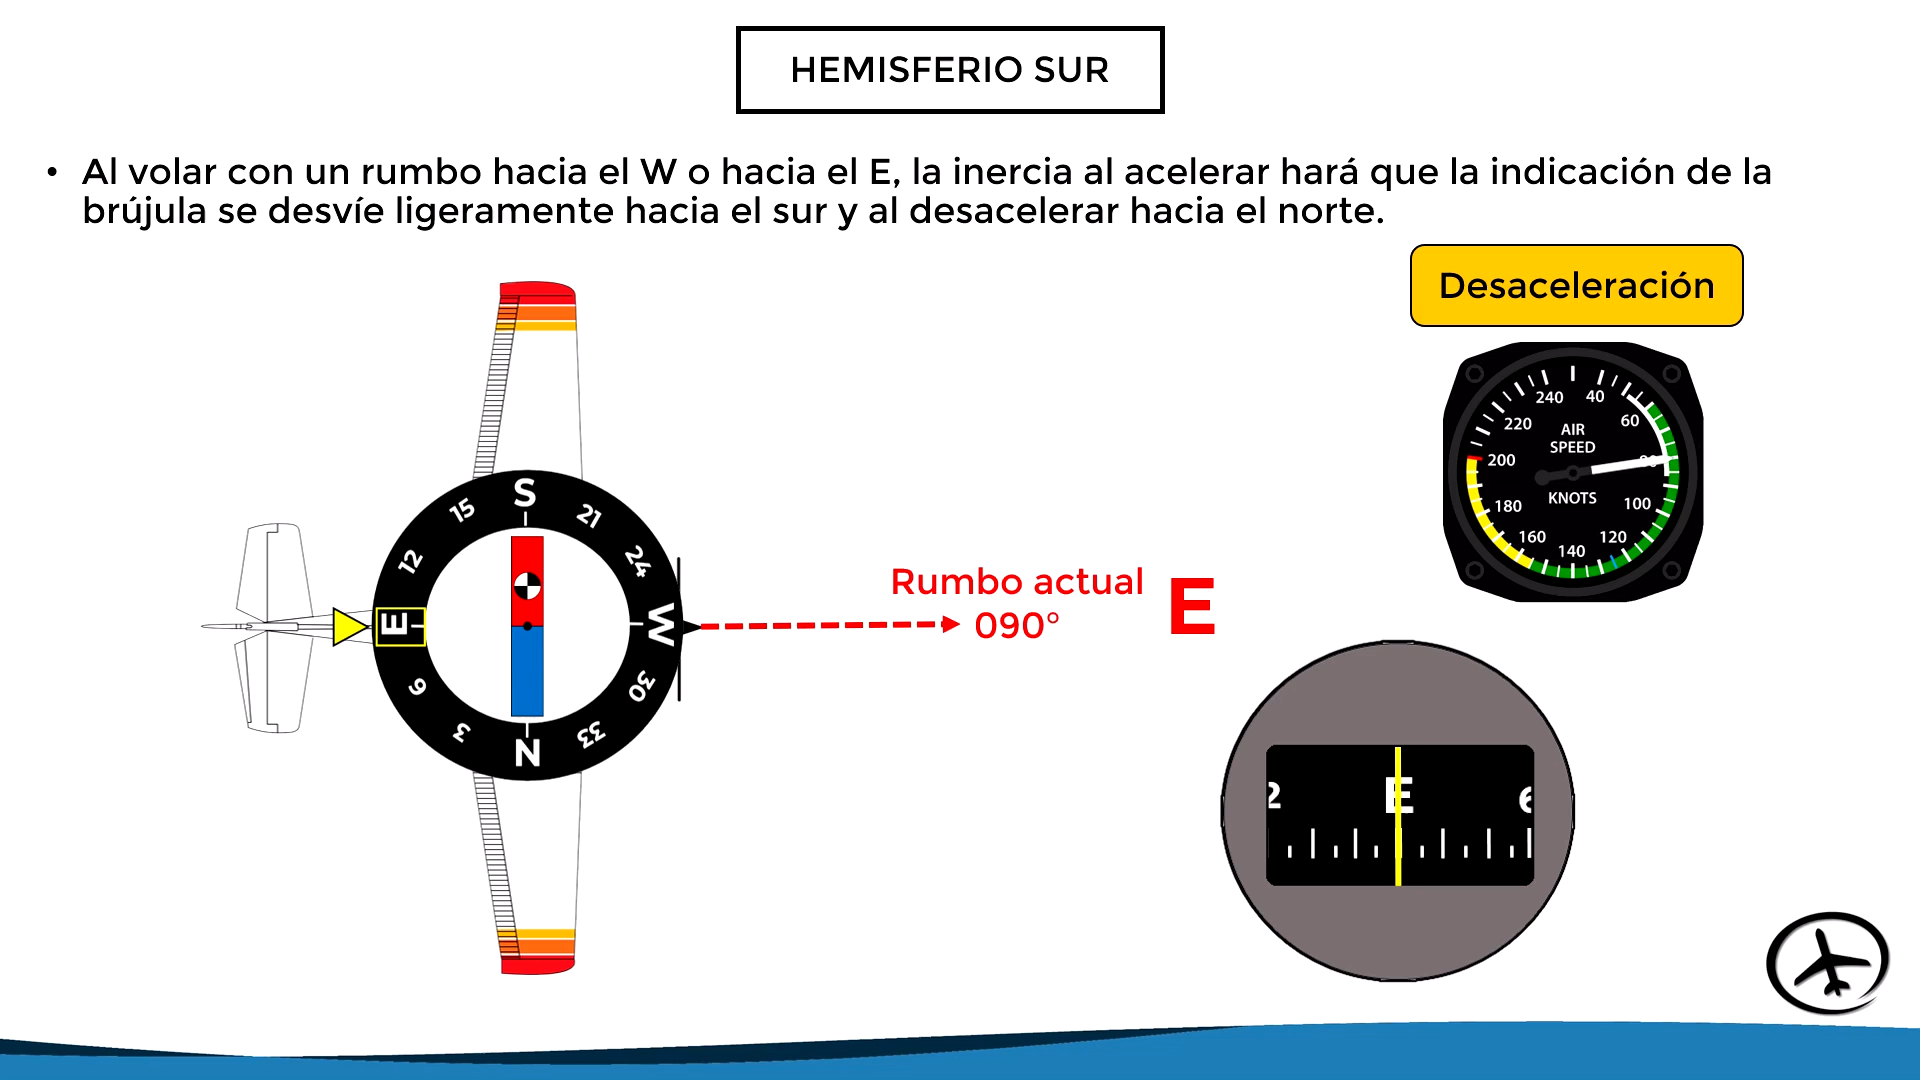 HEMISFERIO SUR
• Al volar con un rumbo hacia el W o hacia el E, la inercia al acelerar hará que la indicación de la
brújula se desvíe ligeramente hacia el sur y al desacelerar hacia el norte.
Desaceleración
240 40
220 60
AIR
SPEED
200 80
KNOTS
180 100
160 120
140
S
15 21
12 24
E W
6 30
3 33
N
Rumbo actual
090°
E
2 E 6